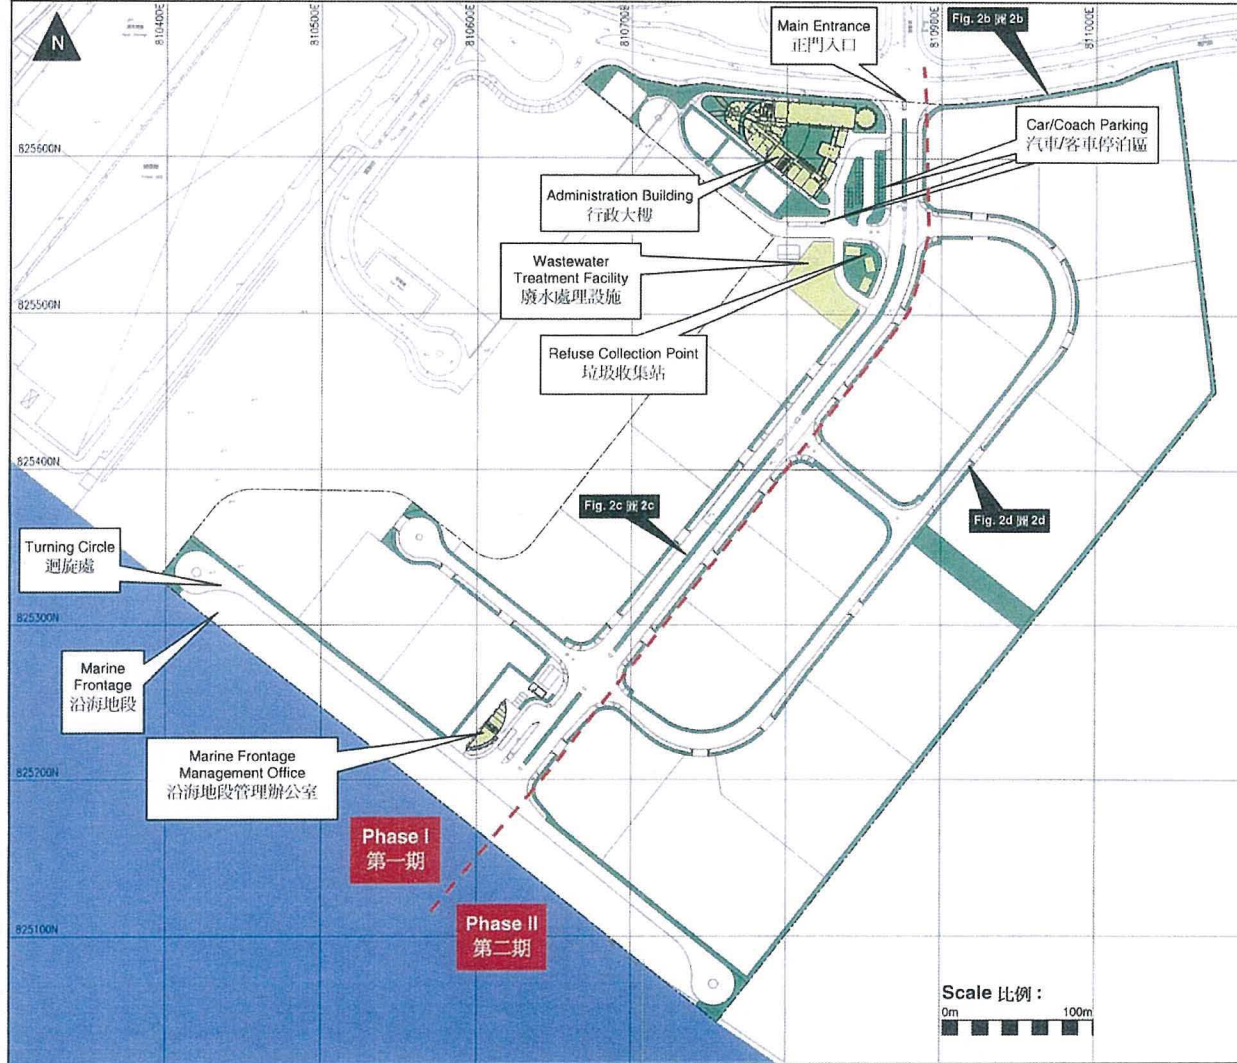 N
810400E
810500E
810600E
810700E
810900E
811000E
Main Entrance
正門入口
Fig. 2b 圖 2b
Car/Coach Parking
汽車/客車停泊區
825600N
Administration Building
行政大樓
Wastewater
Treatment Facility
廢水處理設施
825500N
Refuse Collection Point
垃圾收集站
825400N
Fig. 2c 圖 2c
Fig. 2d 圖 2d
Turning Circle
迴旋處
825300N
Marine
Frontage
沿海地段
Marine Frontage
Management Office
沿海地段管理辦公室
825200N
Phase I
第一期
Phase II
第二期
825100N
Scale 比例 :
0m 100m